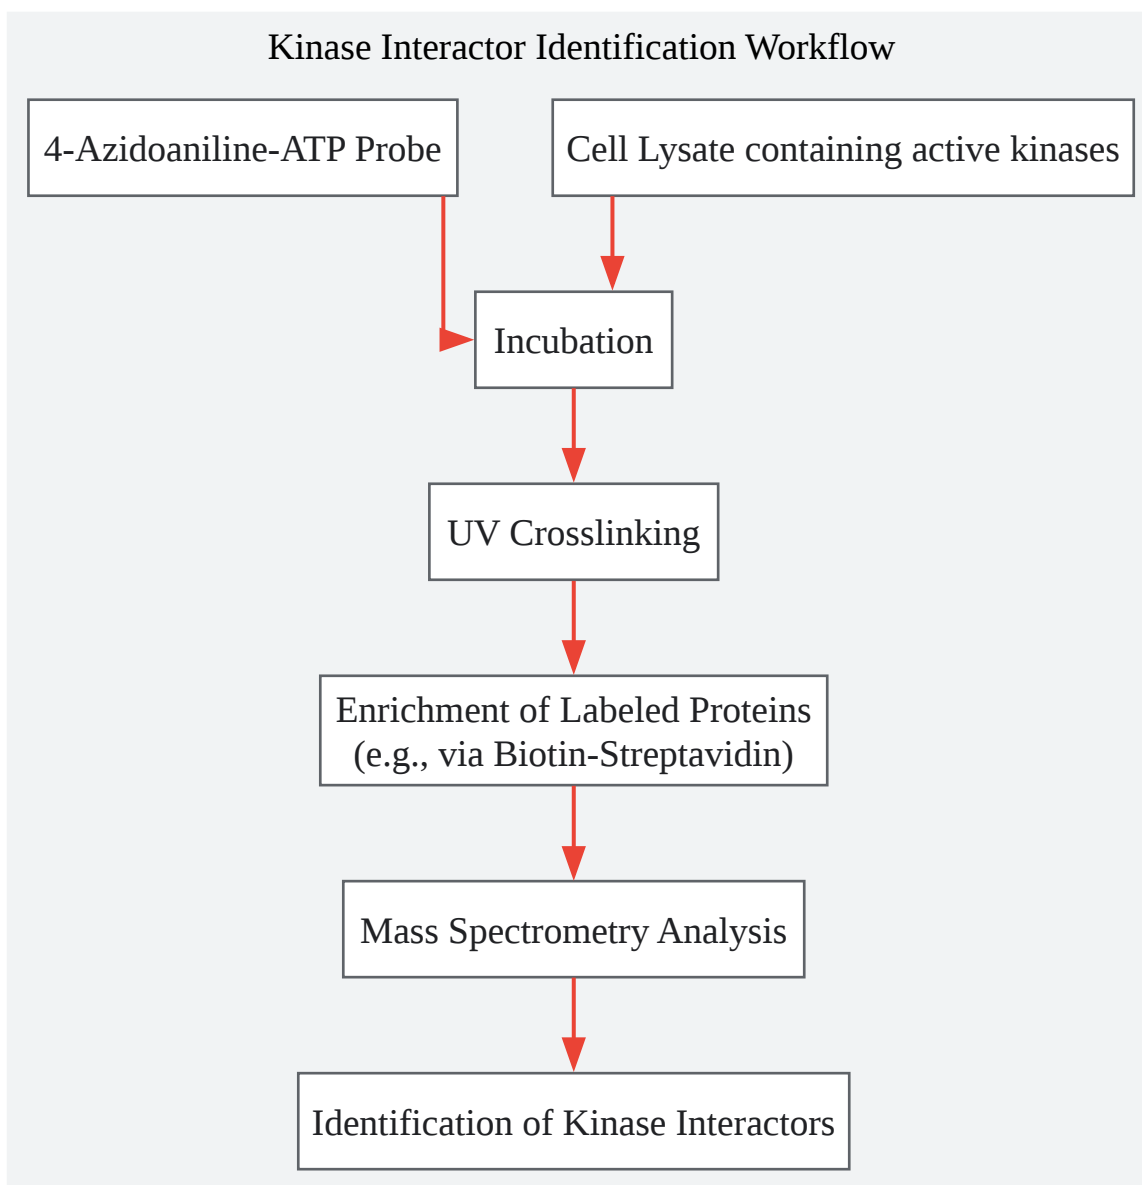 Kinase Interactor Identification Workflow
4-Azidoaniline-ATP Probe
Cell Lysate containing active kinases
Incubation
UV Crosslinking
Enrichment of Labeled Proteins
(e.g., via Biotin-Streptavidin)
Mass Spectrometry Analysis
Identification of Kinase Interactors